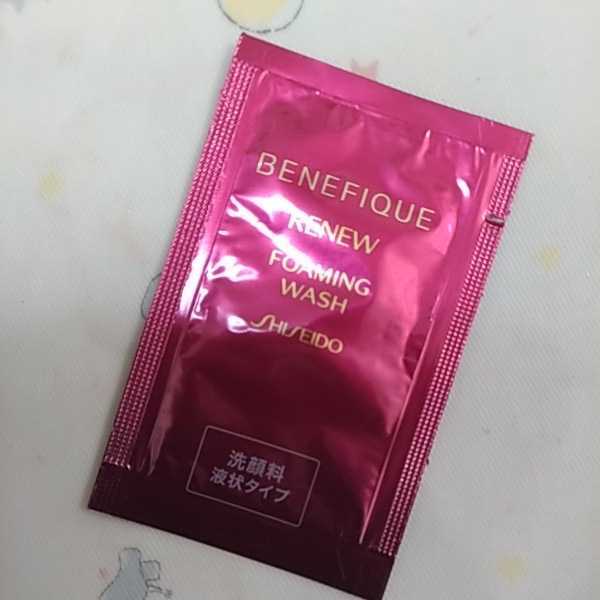 BENEFIQUE
RENEW
FOAMING
WASH
SHISEIDO
洗顔料
液状タイプ